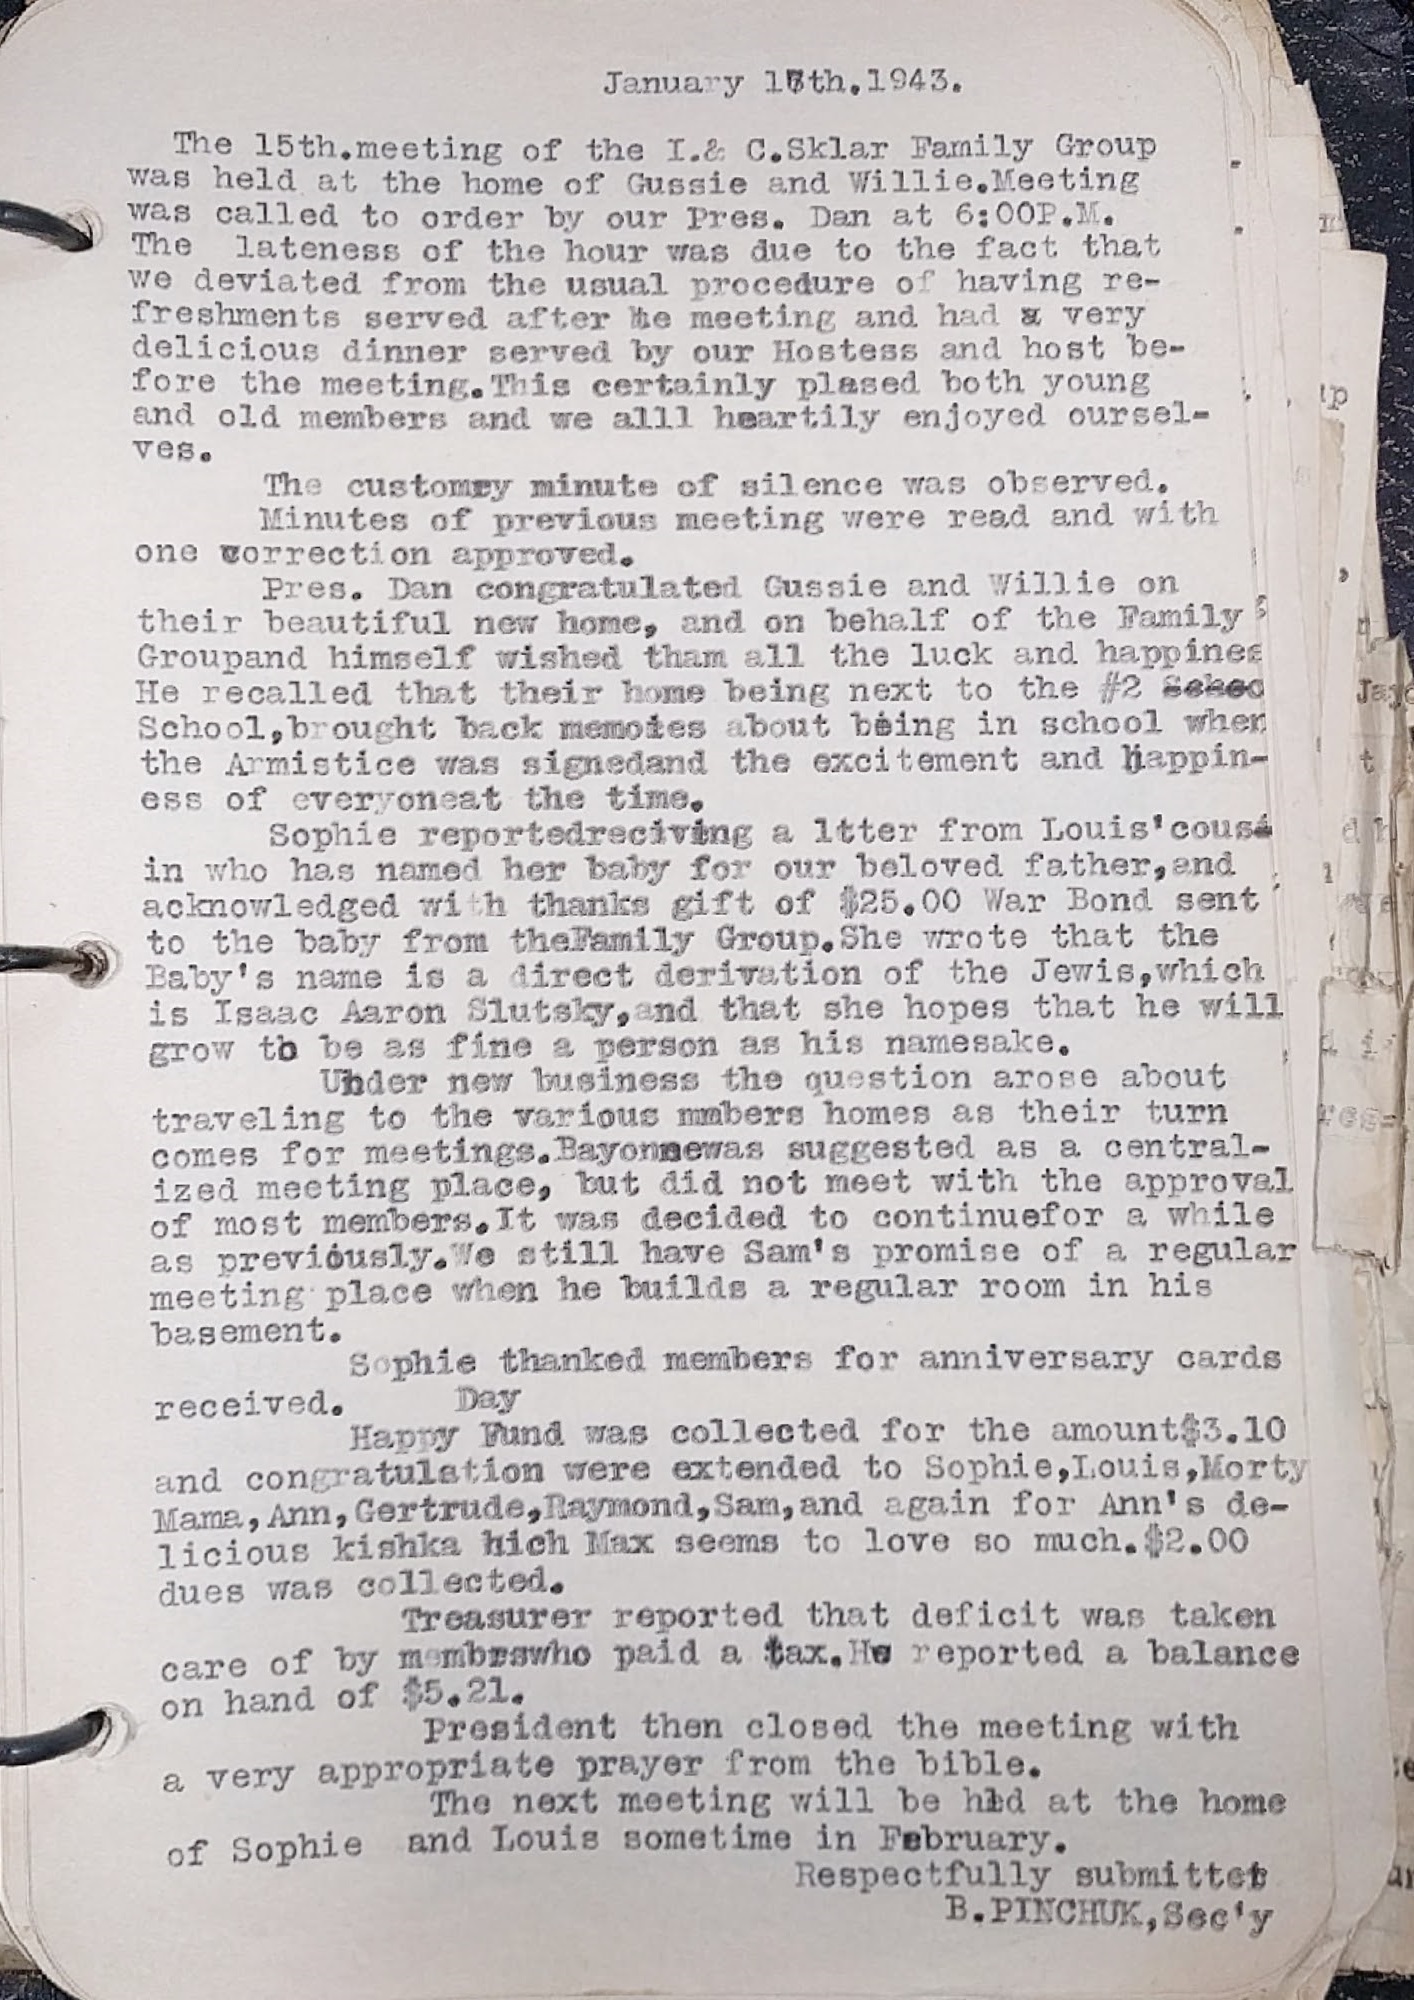 January 17th.1943.
The 15th.meeting of the I.& C.Sklar Family Group
was held at the home of Gussie and Willie.Meeting
was called to order by our Pres. Dan at 6:00P.M.
The lateness of the hour was due to the fact that
we deviated from the usual procedure of having re-
freshments served after he meeting and had a very
delicious dinner served by our Hostess and host be-
fore the meeting.This certainly plased both young
and old members and we alll heartily enjoyed oursel-
ves.
The customry minute of silence was observed.
Minutes of previous meeting were read and with
one correction approved.
Pres. Dan congratulated Gussie and Willie on
their beautiful new home, and on behalf of the Family
Groupand himself wished tham all the luck and happines
He recalled that their home being next to the #2 Schoo
School,brought back memoies about being in school when
the Armistice was signedand the excitement and happin-
ess of everyoneat the time.
Sophie reportedreciving a ltter from Louis'cous
in who has named her baby for our beloved father,and
acknowledged with thanks gift of $25.00 War Bond sent
to the baby from theFamily Group.She wrote that the
Baby's name is a direct derivation of the Jewis,which
is Isaac Aaron Slutsky,and that she hopes that he will
grow to be as fine a person as his namesake.
Under new business the question arose about
traveling to the various mmbers homes as their turn
comes for meetings.Bayonnewas suggested as a central-
ized meeting place, but did not meet with the approval
of most members.It was decided to continuefor a while
as previously.We still have Sam's promise of a regular
meeting place when he builds a regular room in his
basement.
Sophie thanked members for anniversary cards
received. Day
Happy Fund was collected for the amount$3.10
and congratulation were extended to Sophie,Louis,Morty
Mama,Ann,Gertrude,Raymond,Sam,and again for Ann's de-
licious kishka hich Max seems to love so much.$2.00
dues was collected.
Treasurer reported that deficit was taken
care of by membrswho paid a tax.He reported a balance
on hand of $5.21.
President then closed the meeting with
a very appropriate prayer from the bible.
The next meeting will be hld at the home
of Sophie and Louis sometime in February.
Respectfully submittet
B.PINCHUK,Sec'y